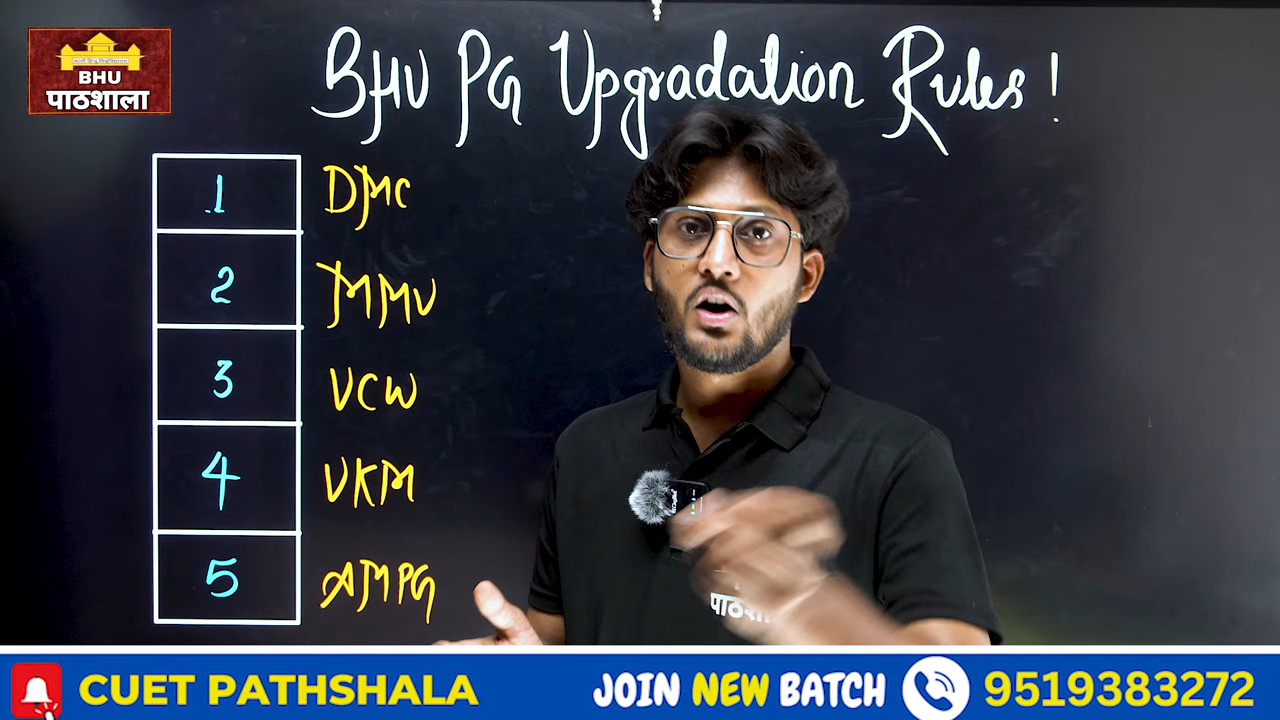 BHU
पाठशाला
BHU PG Upgradation Rules!
1 DMC
2 MMV
3 VCW
4 VKM
5 AMPG
CUET PATHSHALA JOIN NEW BATCH 9519383272